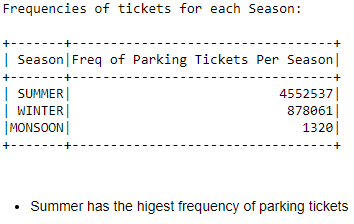 Frequencies of tickets for each Season:
+-------+----------------------------------+
| Season|Freq of Parking Tickets Per Season|
+-------+----------------------------------+
| SUMMER|                           4552537|
| WINTER|                            878061|
|MONSOON|                              1320|
+-------+----------------------------------+
• Summer has the higest frequency of parking tickets